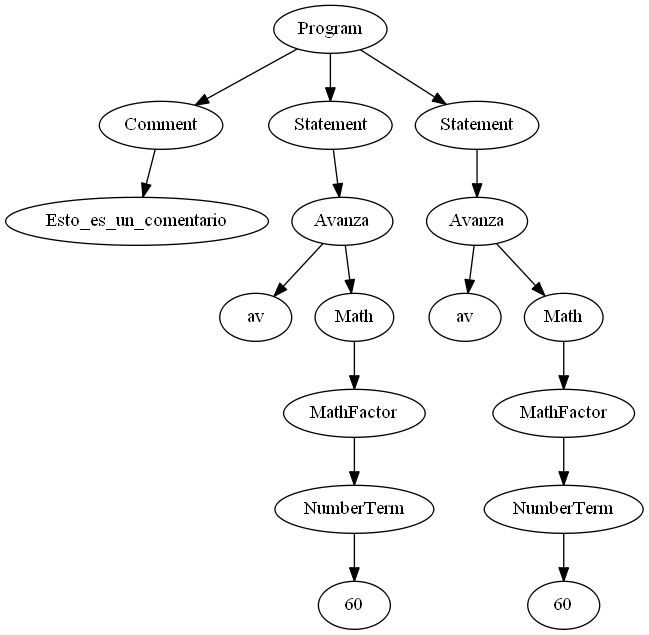 Program
Comment
Statement
Statement
Esto_es_un_comentario
Avanza
Avanza
av
Math
av
Math
MathFactor
MathFactor
NumberTerm
NumberTerm
60
60